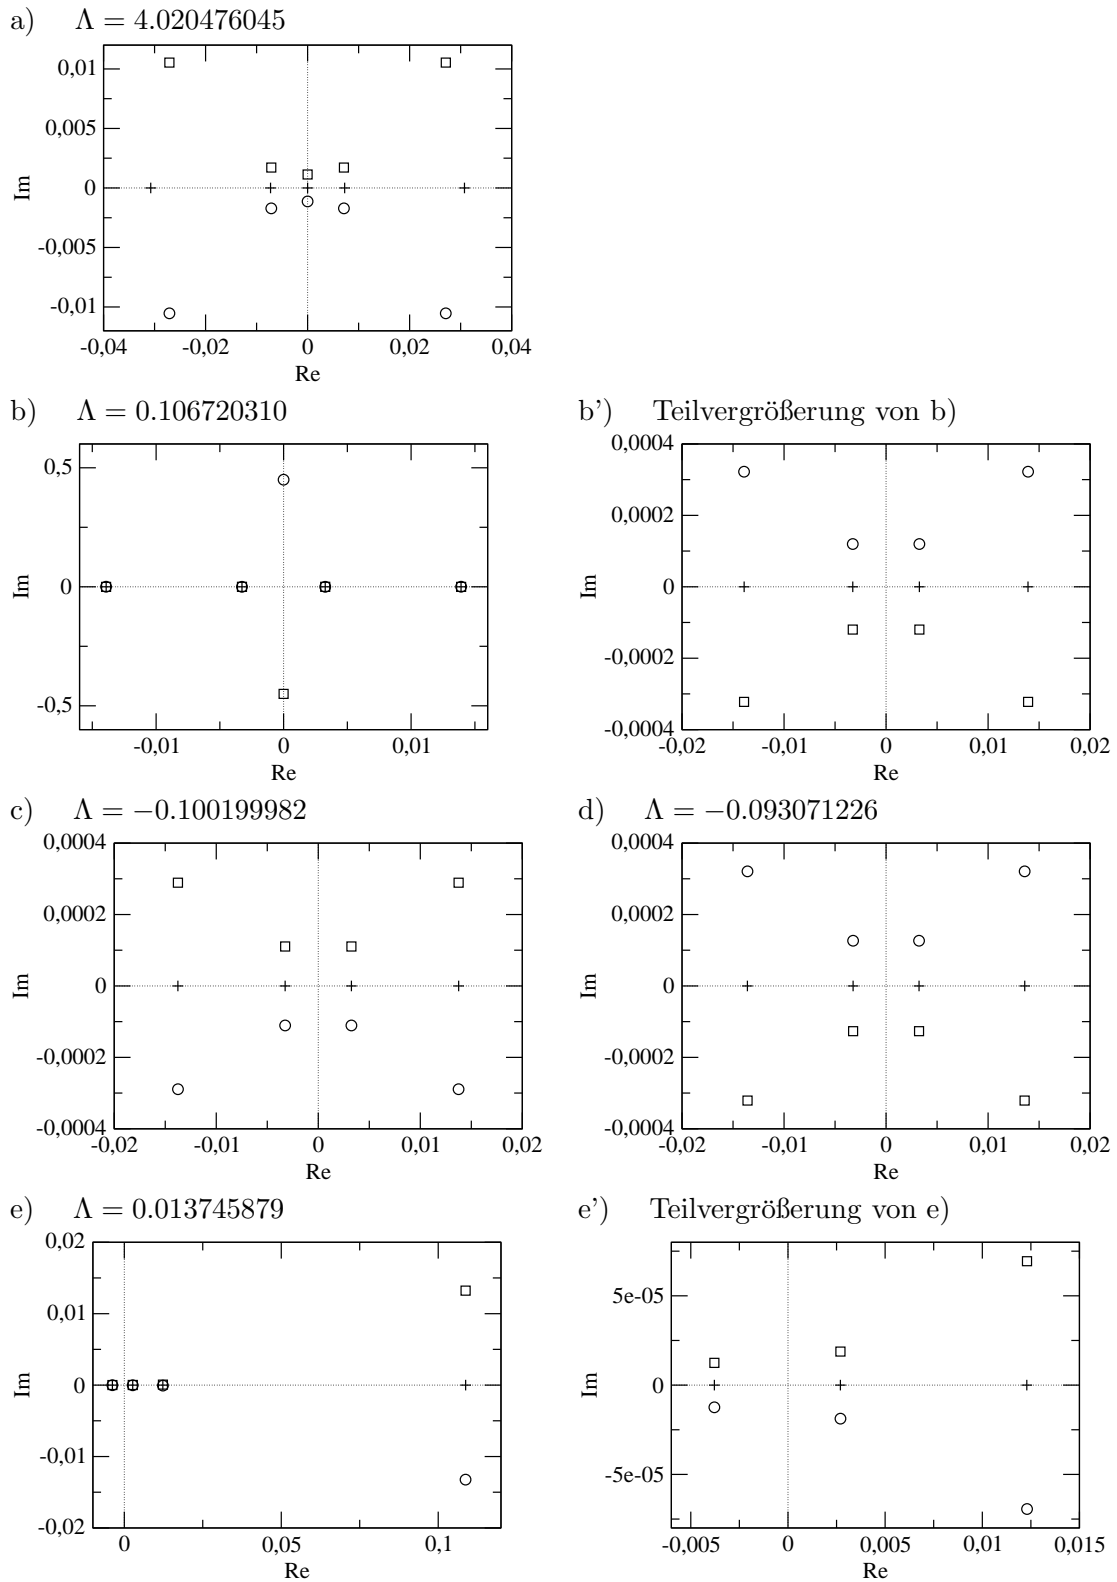 a) Λ = 4.020476045
0,01
0,005
0
-0,005
-0,01
Im
-0,04 -0,02 0 0,02 0,04
Re
b) Λ = 0.106720310
0,5
0
-0,5
Im
-0,01 0 0,01
Re
b') Teilvergrößerung von b)
0,0004
0,0002
0
-0,0002
-0,0004
Im
-0,02 -0,01 0 0,01 0,02
Re
c) Λ = −0.100199982
0,0004
0,0002
0
-0,0002
-0,0004
Im
-0,02 -0,01 0 0,01 0,02
Re
d) Λ = −0.093071226
0,0004
0,0002
0
-0,0002
-0,0004
Im
-0,02 -0,01 0 0,01 0,02
Re
e) Λ = 0.013745879
0,02
0,01
0
-0,01
-0,02
Im
0 0,05 0,1
Re
e') Teilvergrößerung von e)
5e-05
0
-5e-05
Im
-0,005 0 0,005 0,01 0,015
Re